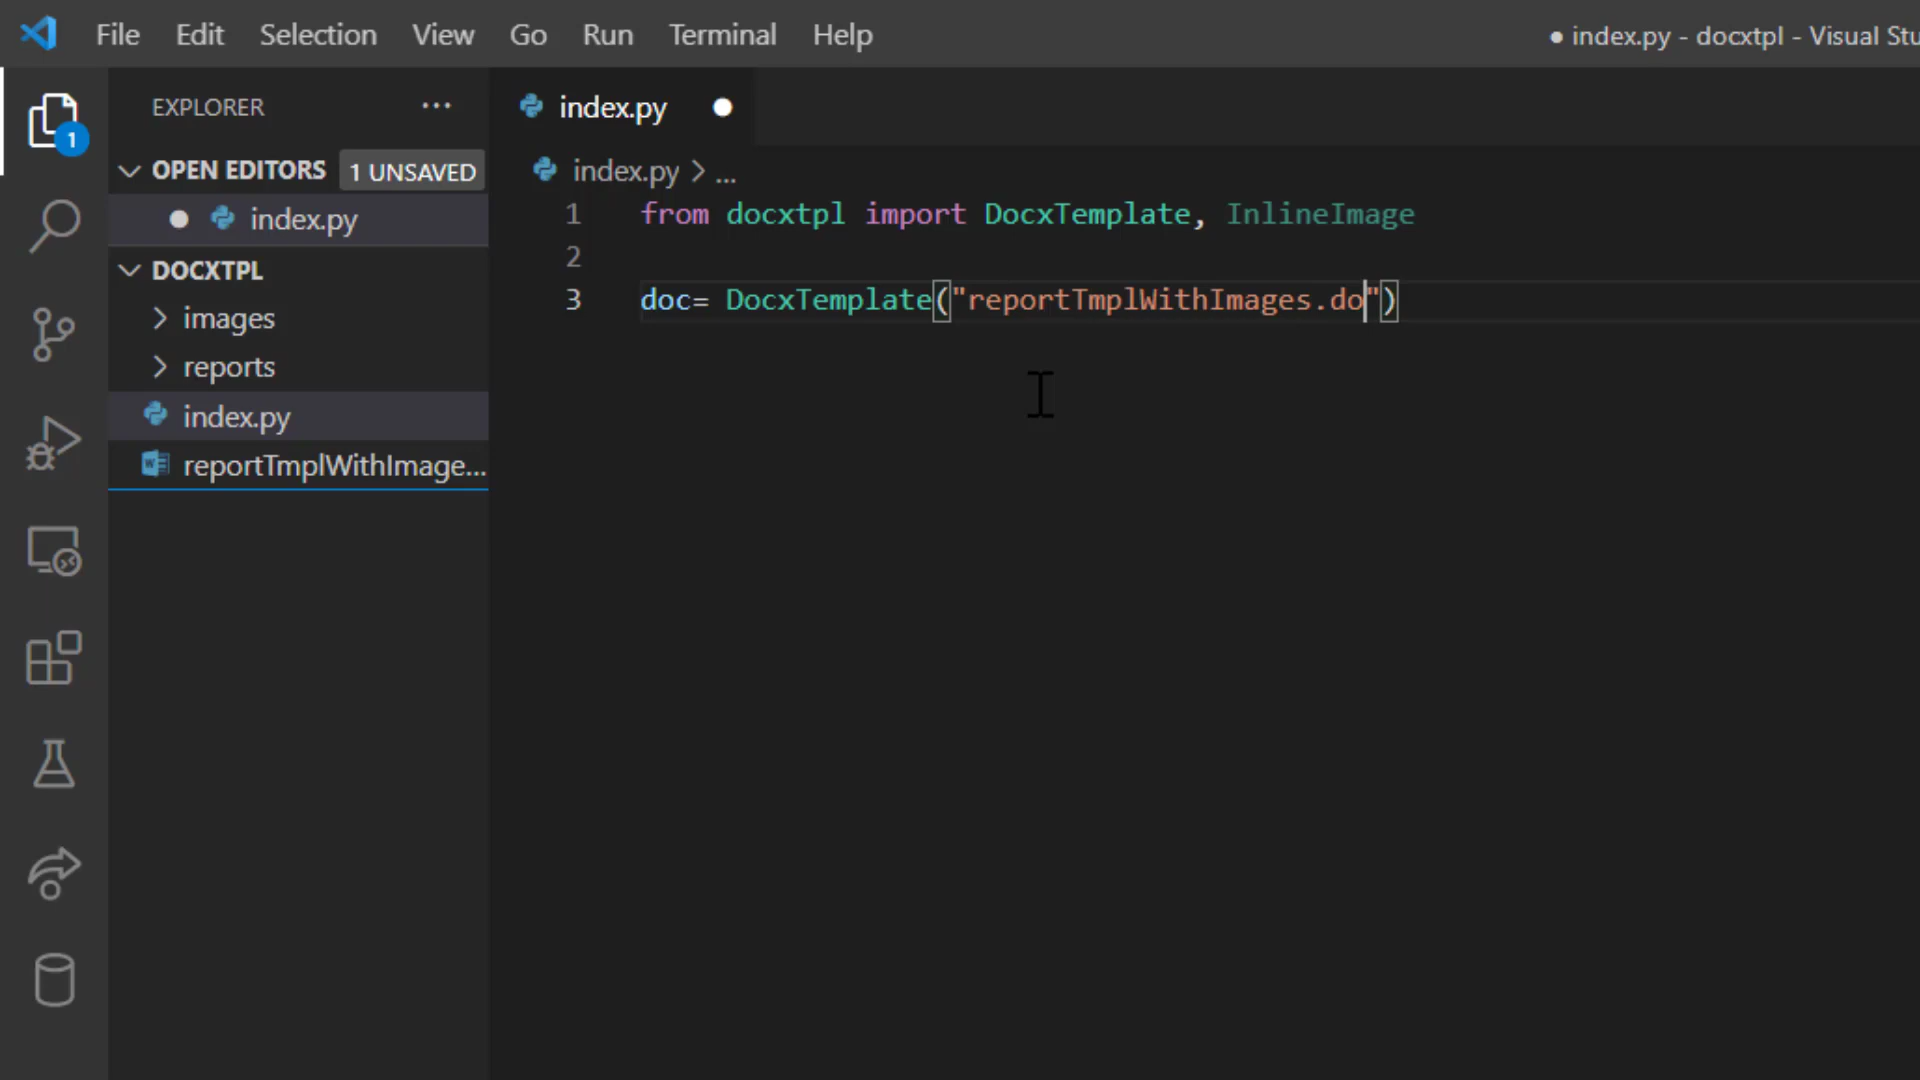 File Edit Selection View Go Run Terminal Help
● index.py - docxtpl - Visual Stu
EXPLORER ...
OPEN EDITORS 1 UNSAVED
index.py
DOCXTPL
images
reports
index.py
reportTmplWithImage...
1
index.py
index.py > ...
1 from docxtpl import DocxTemplate, InlineImage
2
3 doc= DocxTemplate("reportTmplWithImages.do")